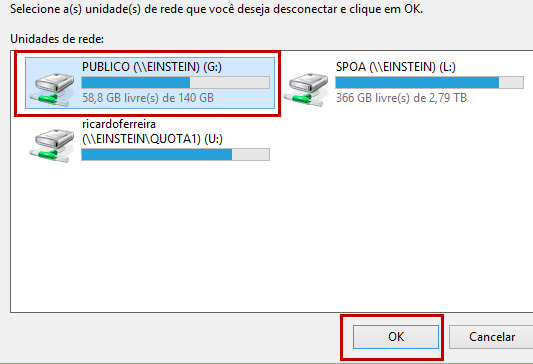 Selecione a(s) unidade(s) de rede que você deseja desconectar e clique em OK.
Unidades de rede:
PUBLICO (\\EINSTEIN) (G:)
58,8 GB livre(s) de 140 GB
SPOA (\\EINSTEIN) (L:)
366 GB livre(s) de 2,79 TB
ricardoferreira
(\\EINSTEIN\QUOTA1) (U:)
OK
Cancelar